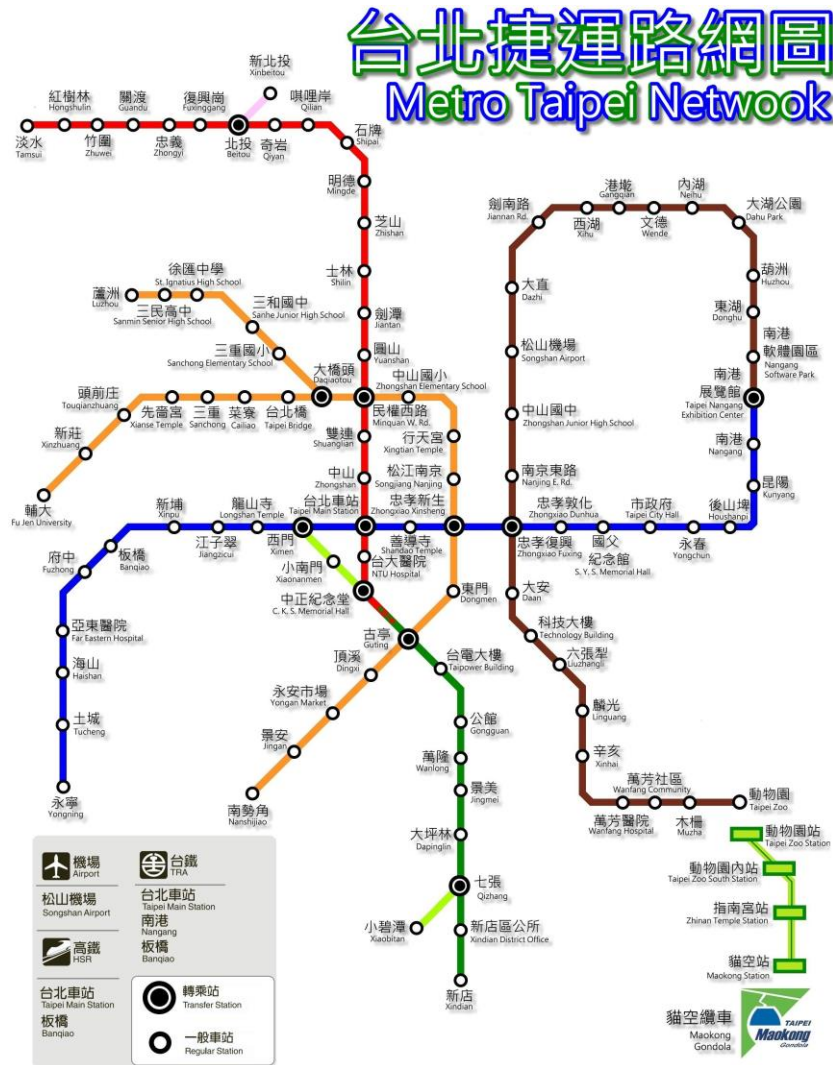 台北捷運路網圖
Metro Taipei Netwook
新北投
Xinbeitou
紅樹林
Hongshulin
關渡
Guandu
復興崗
Fuxinggang
唭哩岸
Qilian
淡水
Tamsui
竹圍
Zhuwei
忠義
Zhongyi
北投
Beitou
奇岩
Qiyan
石牌
Shipai
明德
Mingde
芝山
Zhishan
士林
Shilin
劍潭
Jiantan
圓山
Yuanshan
劍南路
Jiannan Rd.
西湖
Xihu
港墘
Gangqian
文德
Wende
內湖
Neihu
大湖公園
Dahu Park
葫洲
Huzhou
東湖
Donghu
南港
軟體園區
Nangang
Software Park
南港
展覽館
Taipei Nangang
Exhibition Center
大直
Dazhi
松山機場
Songshan Airport
中山國中
Zhongshan Junior High School
南京東路
Nanjing E. Rd.
蘆洲
Luzhou
三民高中
Sanmin Senior High School
徐匯中學
St. Ignatius High School
三和國中
Sanhe Junior High School
三重國小
Sanchong Elementary School
大橋頭
Daqiaotou
頭前庄
Touqianzhuang
新莊
Xinzhuang
輔大
Fu Jen University
先嗇宮
Xianse Temple
三重
Sanchong
菜寮
Cailiao
台北橋
Taipei Bridge
民權西路
Minquan W. Rd.
中山國小
Zhongshan Elementary School
雙連
Shuanglian
行天宮
Xingtian Temple
中山
Zhongshan
松江南京
Songjiang Nanjing
南港
Nangang
昆陽
Kunyang
新埔
Xinpu
龍山寺
Longshan Temple
台北車站
Taipei Main Station
忠孝新生
Zhongxiao Xinsheng
忠孝敦化
Zhongxiao Dunhua
市政府
Taipei City Hall
後山埤
Houshanpi
府中
Fuzhong
板橋
Banqiao
江子翠
Jiangzicui
西門
Ximen
善導寺
Shandao Temple
忠孝復興
Zhongxiao Fuxing
國父
紀念館
S. Y. S. Memorial Hall
永春
Yongchun
小南門
Xiaonanmen
台大醫院
NTU Hospital
中正紀念堂
C. K. S. Memorial Hall
東門
Dongmen
大安
Daan
科技大樓
Technology Building
六張犁
Liuzhangli
麟光
Linguang
辛亥
Xinhai
萬芳醫院
Wanfang Hospital
萬芳社區
Wanfang Community
木柵
Muzha
動物園
Taipei Zoo
亞東醫院
Far Eastern Hospital
海山
Haishan
土城
Tucheng
永寧
Yongning
古亭
Guting
頂溪
Dingxi
永安市場
Yongan Market
景安
Jingan
南勢角
Nanshijiao
台電大樓
Taipower Building
公館
Gongguan
萬隆
Wanlong
景美
Jingmei
大坪林
Dapinglin
七張
Qizhang
小碧潭
Xiaobitan
新店區公所
Xindian District Office
新店
Xindian
動物園站
Taipei Zoo Station
動物園內站
Taipei Zoo South Station
指南宮站
Zhinan Temple Station
貓空站
Maokong Station
貓空纜車
Maokong
Gondola
TAIPEI
Maokong
Gondola
機場
Airport
松山機場
Songshan Airport
高鐵
HSR
台北車站
Taipei Main Station
板橋
Banqiao
台鐵
TRA
台北車站
Taipei Main Station
南港
Nangang
板橋
Banqiao
轉乘站
Transfer Station
一般車站
Regular Station